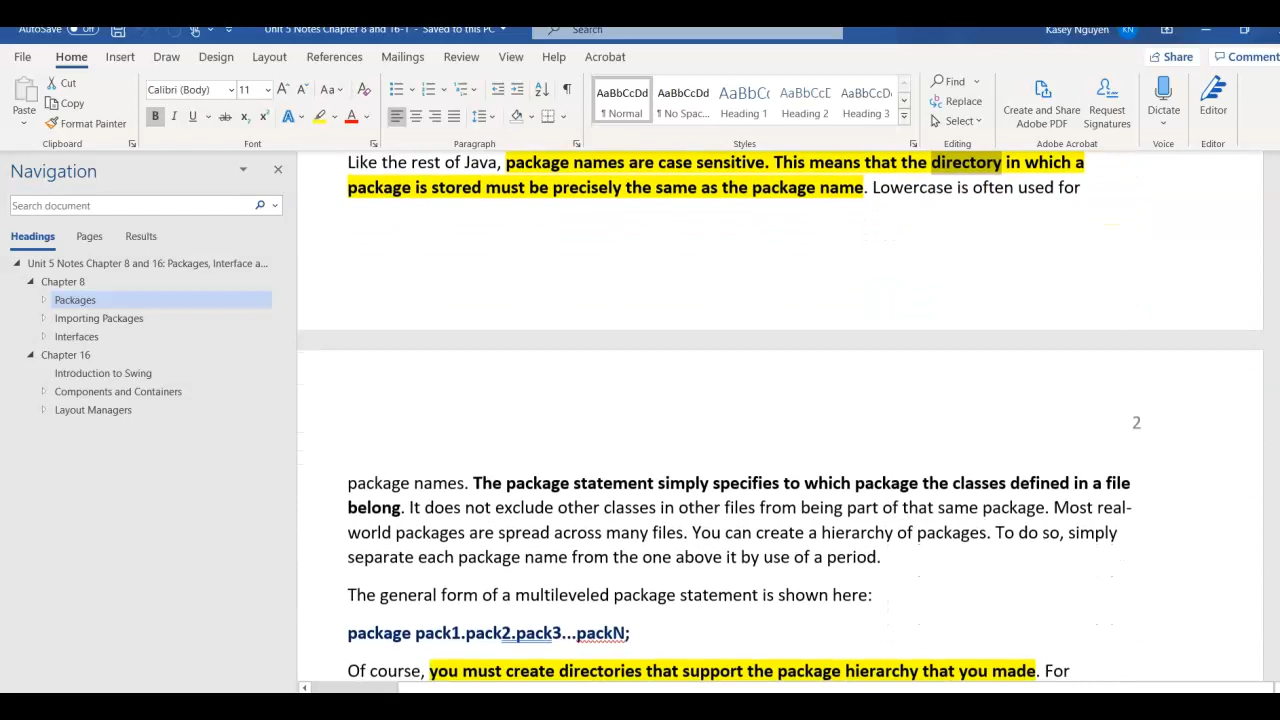 AutoSave Off Unit 5 Notes Chapter 8 and 16-1 - Saved to this PC Search Kasey Nguyen KN
File Home Insert Draw Design Layout References Mailings Review View Help Acrobat Share Comment
Paste Cut Copy Format Painter
Calibri (Body) 11
AaBbCcDd AaBbCcDd AaBbC AaBbCcD AaBbCcD
¶ Normal ¶ No Spac... Heading 1 Heading 2 Heading 3
Find Replace Select
Create and Share Adobe PDF Request Signatures Dictate Editor
Clipboard Font Paragraph Styles Editing Adobe Acrobat Voice Editor
Navigation
Search document
Headings Pages Results
Unit 5 Notes Chapter 8 and 16: Packages, Interface a...
Chapter 8
Packages
Importing Packages
Interfaces
Chapter 16
Introduction to Swing
Components and Containers
Layout Managers
Like the rest of Java, package names are case sensitive. This means that the directory in which a
package is stored must be precisely the same as the package name. Lowercase is often used for
2
package names. The package statement simply specifies to which package the classes defined in a file
belong. It does not exclude other classes in other files from being part of that same package. Most real-
world packages are spread across many files. You can create a hierarchy of packages. To do so, simply
separate each package name from the one above it by use of a period.
The general form of a multileveled package statement is shown here:
package pack1.pack2.pack3...packN;
Of course, you must create directories that support the package hierarchy that you made. For